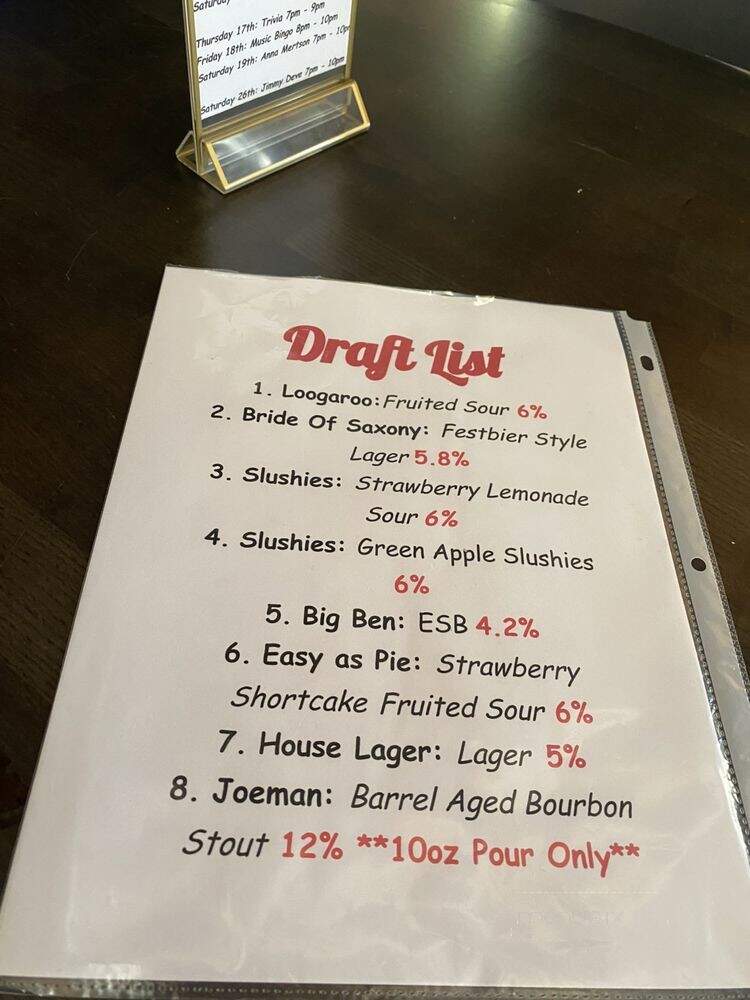 Saturday
Thursday 17th: Trivia 7pm - 9pm
Friday 18th: Music Bingo 8pm - 10pm
Saturday 19th: Anna Mertson 7pm - 10pm
Saturday 26th: Jimmy Deve 7pm - 10pm
Draft List
1. Loogaroo: Fruited Sour 6%
2. Bride Of Saxony: Festbier Style
Lager 5.8%
3. Slushies: Strawberry Lemonade
Sour 6%
4. Slushies: Green Apple Slushies
6%
5. Big Ben: ESB 4.2%
6. Easy as Pie: Strawberry
Shortcake Fruited Sour 6%
7. House Lager: Lager 5%
8. Joeman: Barrel Aged Bourbon
Stout 12% **10oz Pour Only**